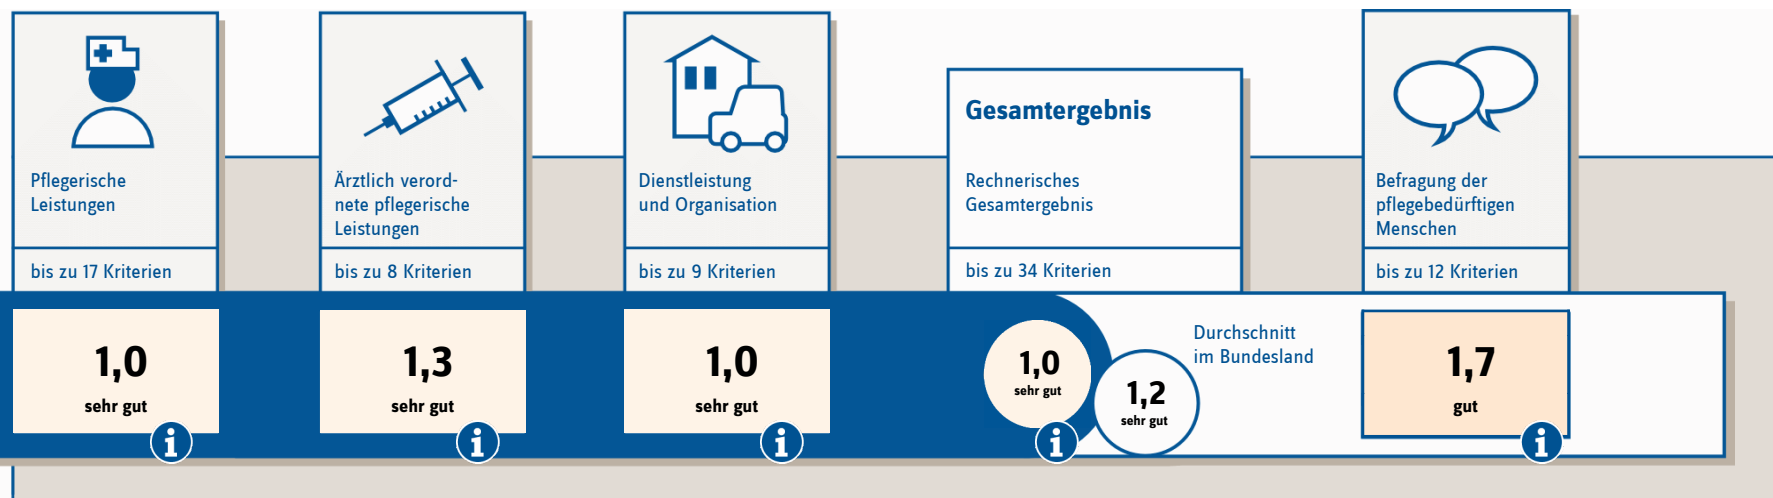 Pflegerische
Leistungen
bis zu 17 Kriterien
1,0
sehr gut
i
Ärztlich verord-
nete pflegerische
Leistungen
bis zu 8 Kriterien
1,3
sehr gut
i
Dienstleistung
und Organisation
bis zu 9 Kriterien
1,0
sehr gut
i
Gesamtergebnis
Rechnerisches
Gesamtergebnis
bis zu 34 Kriterien
1,0
sehr gut
i
1,2
sehr gut
Durchschnitt
im Bundesland
Befragung der
pflegebedürftigen
Menschen
bis zu 12 Kriterien
1,7
gut
i